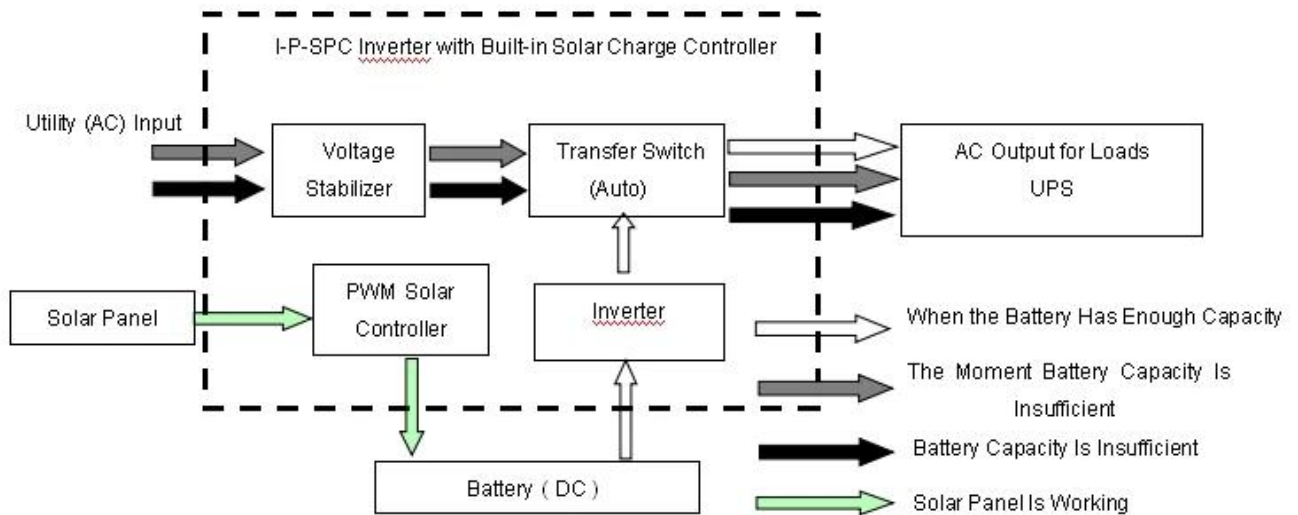 I-P-SPC Inverter with Built-in Solar Charge Controller
Utility (AC) Input
Voltage
Stabilizer
Transfer Switch
(Auto)
AC Output for Loads
UPS
Solar Panel
PWM Solar
Controller
Inverter
Battery ( DC )
When the Battery Has Enough Capacity
The Moment Battery Capacity Is
Insufficient
Battery Capacity Is Insufficient
Solar Panel Is Working